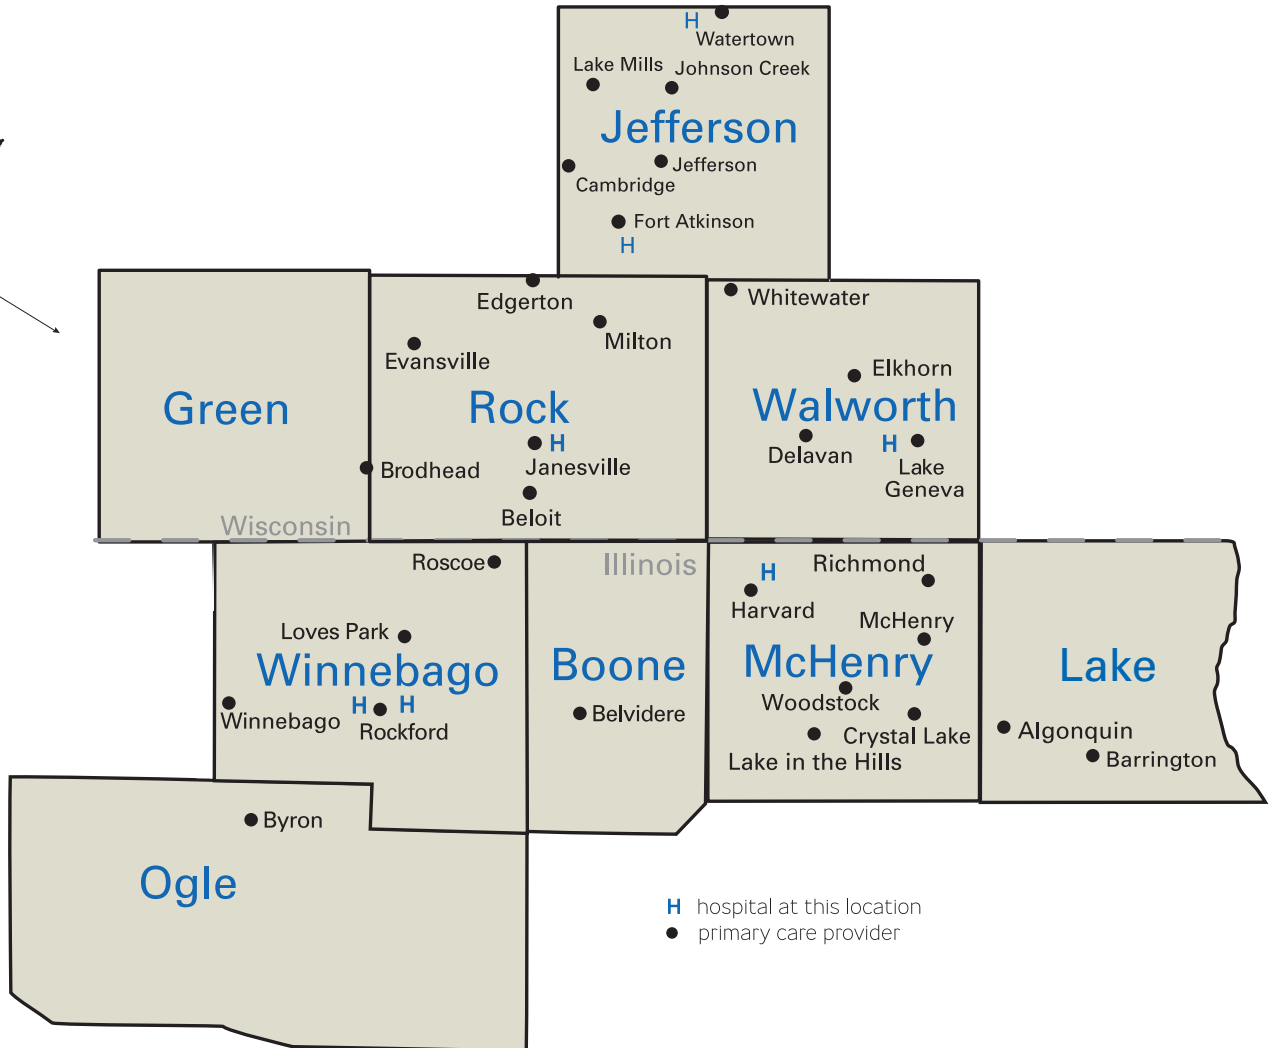 H
Watertown
Lake Mills
Johnson Creek
Jefferson
Jefferson
Cambridge
Fort Atkinson
H
Edgerton
Whitewater
Milton
Evansville
Elkhorn
Green
Rock
Walworth
H
H
Delavan
Brodhead
Janesville
Lake
Geneva
Beloit
Wisconsin
Roscoe
Illinois
H
Richmond
Harvard
McHenry
Loves Park
Winnebago
Boone
McHenry
Lake
Woodstock
H
H
Winnebago
Rockford
Belvidere
Crystal Lake
Algonquin
Lake in the Hills
Barrington
Byron
Ogle
H hospital at this location
primary care provider